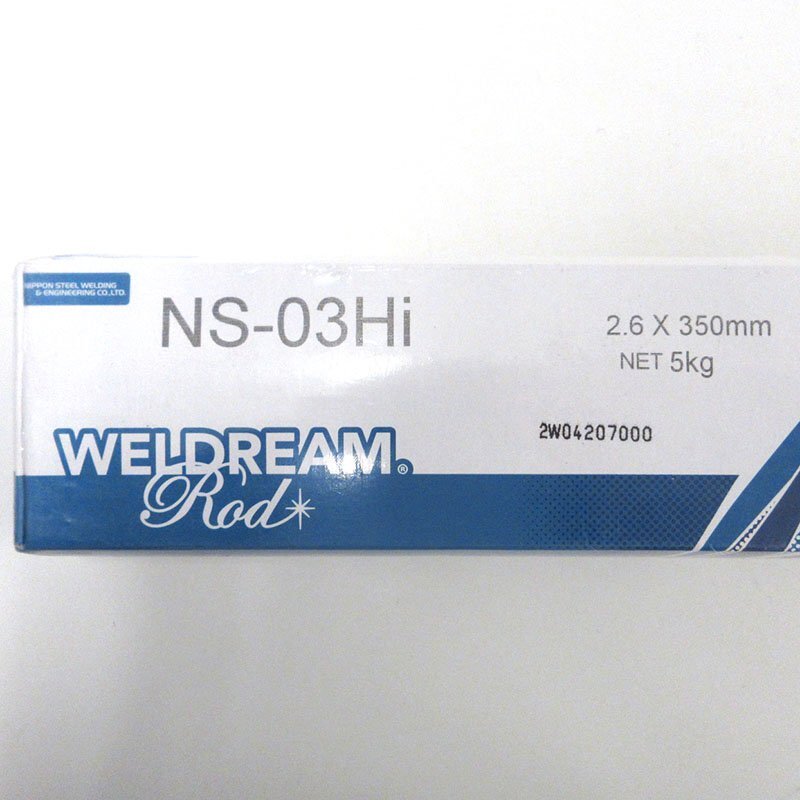 NIPPON STEEL WELDING
& ENGINEERING CO.,LTD.
NS-03Hi
2.6 X 350mm
NET 5kg
2W04207000
WELDREAM®
Rod